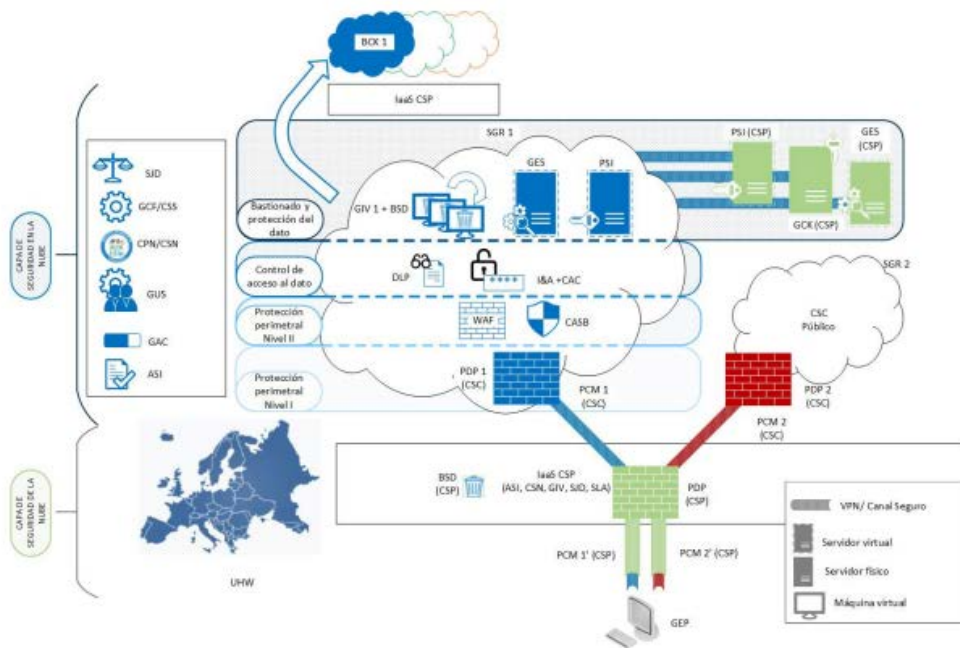 BCK 1
IaaS CSP
SGR 1
PSI (CSP)
GES
(CSP)
GES
PSI
GIV 1 + BSD
GCK (CSP)
Bastionado y
protección del
dato
SJD
GCF/CSS
CPN/CSN
GUS
GAC
ASI
CAPA DE
SEGURIDAD EN LA
NUBE
Control de
acceso al dato
DLP
I&A +CAC
SGR 2
CSC
Público
Protección
perimetral
Nivel II
WAF
CASB
PDP 1
(CSC)
PCM 1
(CSC)
PDP 2
(CSC)
PCM 2
(CSC)
Protección
perimetral
Nivel I
CAPA DE
SEGURIDAD DE LA
NUBE
UHW
BSD
(CSP)
IaaS CSP
(ASI, CSN, GIV, SJD, SLA)
PDP
(CSP)
PCM 1' (CSP)
PCM 2' (CSP)
GEP
VPN/ Canal Seguro
Servidor virtual
Servidor físico
Máquina virtual